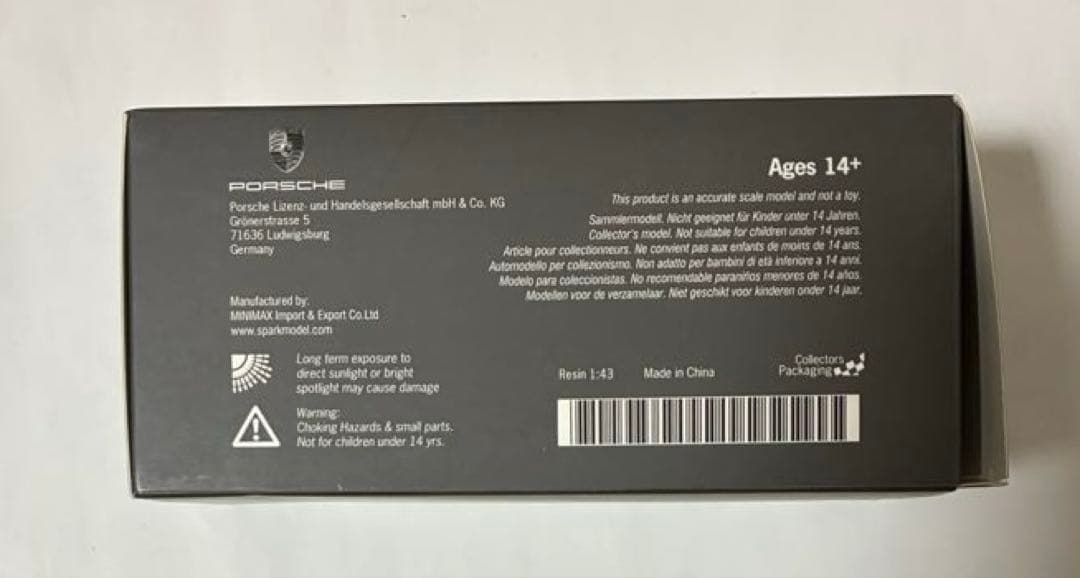 PORSCHE
Porsche Lizenz- und Handelsgesellschaft mbH & Co. KG
Grönerstrasse 5
71636 Ludwigsburg
Germany
Manufactured by:
MINIMAX Import & Export Co.Ltd
www.sparkmodel.com
Long term exposure to
direct sunlight or bright
spotlight may cause damage
Warning:
Choking Hazards & small parts.
Not for children under 14 yrs.
Ages 14+
This product is an accurate scale model and not a toy.
Sammlermodell. Nicht geeignet für Kinder unter 14 Jahren.
Collector's model. Not suitable for children under 14 years.
Article pour collectionneurs. Ne convient pas aux enfants de moins de 14 ans.
Automodello per collezionismo. Non adatto per bambini di età inferiore a 14 anni.
Modelo para coleccionistas. No recomendable para niños menores de 14 años.
Modellen voor de verzamelaar. Niet geschikt voor kinderen onder 14 jaar.
Resin 1:43
Made in China
Collectors
Packaging